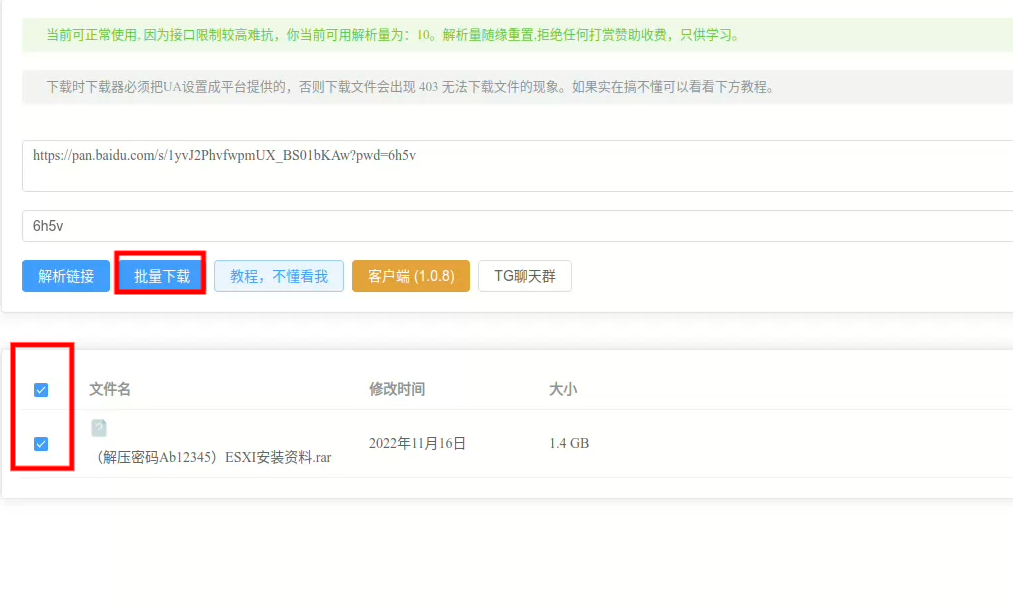 当前可正常使用, 因为接口限制较高难抗，你当前可用解析量为：10。解析量随缘重置,拒绝任何打赏赞助收费，只供学习。
下载时下载器必须把UA设置成平台提供的，否则下载文件会出现 403 无法下载文件的现象。如果实在搞不懂可以看看下方教程。
https://pan.baidu.com/s/1yvJ2PhvfwpmUX_BS01bKAw?pwd=6h5v
6h5v
解析链接 批量下载 教程，不懂看我 客户端 (1.0.8) TG聊天群
文件名 修改时间 大小
（解压密码Ab12345）ESXI安装资料.rar 2022年11月16日 1.4 GB